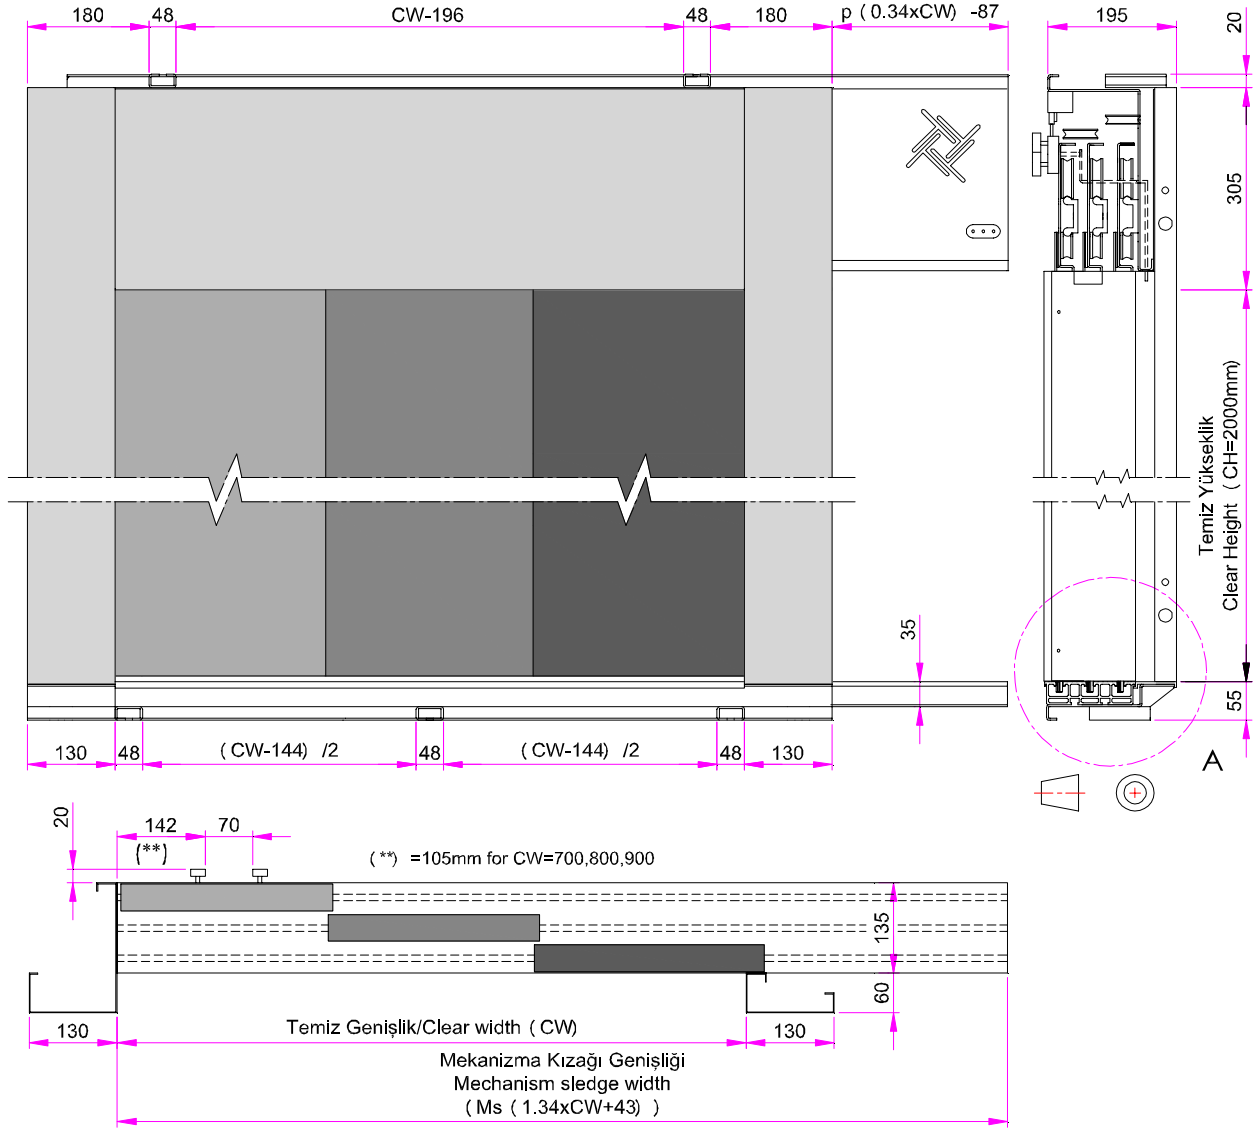 180 48 CW-196 48 180 p ( 0.34xCW) -87 195 20
305
Temiz Yükseklik
Clear Height ( CH=2000mm)
35
55
130 48 ( CW-144) /2 48 ( CW-144) /2 48 130
A
20 142 70
(**)
( **) =105mm for CW=700,800,900
135
60
130 Temiz Genişlik/Clear width ( CW) 130
Mekanizma Kızağı Genişliği
Mechanism sledge width
( Ms ( 1.34xCW+43) )